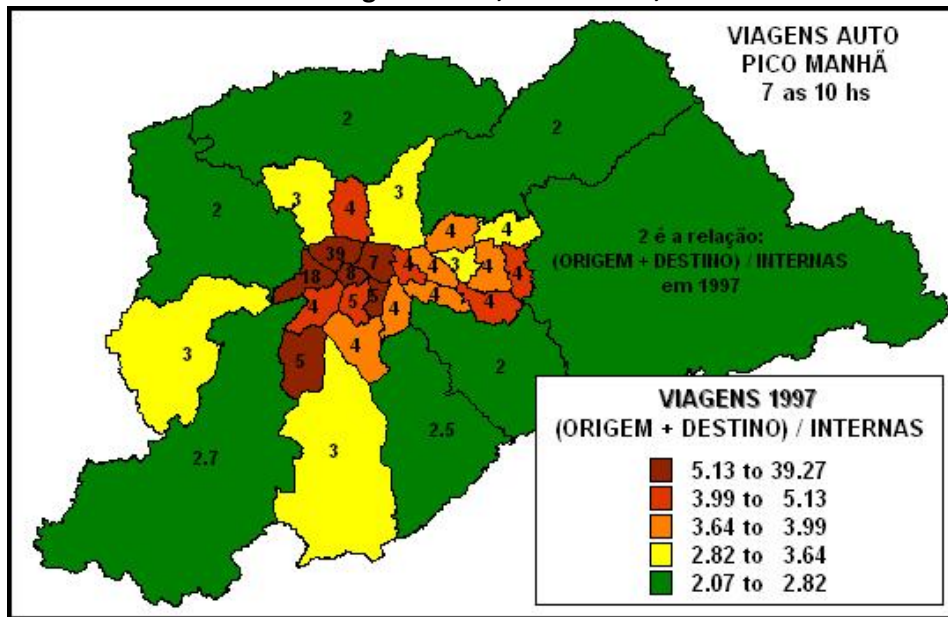 VIAGENS AUTO
PICO MANHÃ
7 as 10 hs
2
2
2
3
4
3
4
4
39
7
4
4
3
4
4
18
8
2 é a relação:
(ORIGEM + DESTINO) / INTERNAS
em 1997
4
5
5
4
4
4
3
5
4
2
3
2.5
2.7
VIAGENS 1997
(ORIGEM + DESTINO) / INTERNAS
5.13 to 39.27
3.99 to 5.13
3.64 to 3.99
2.82 to 3.64
2.07 to 2.82